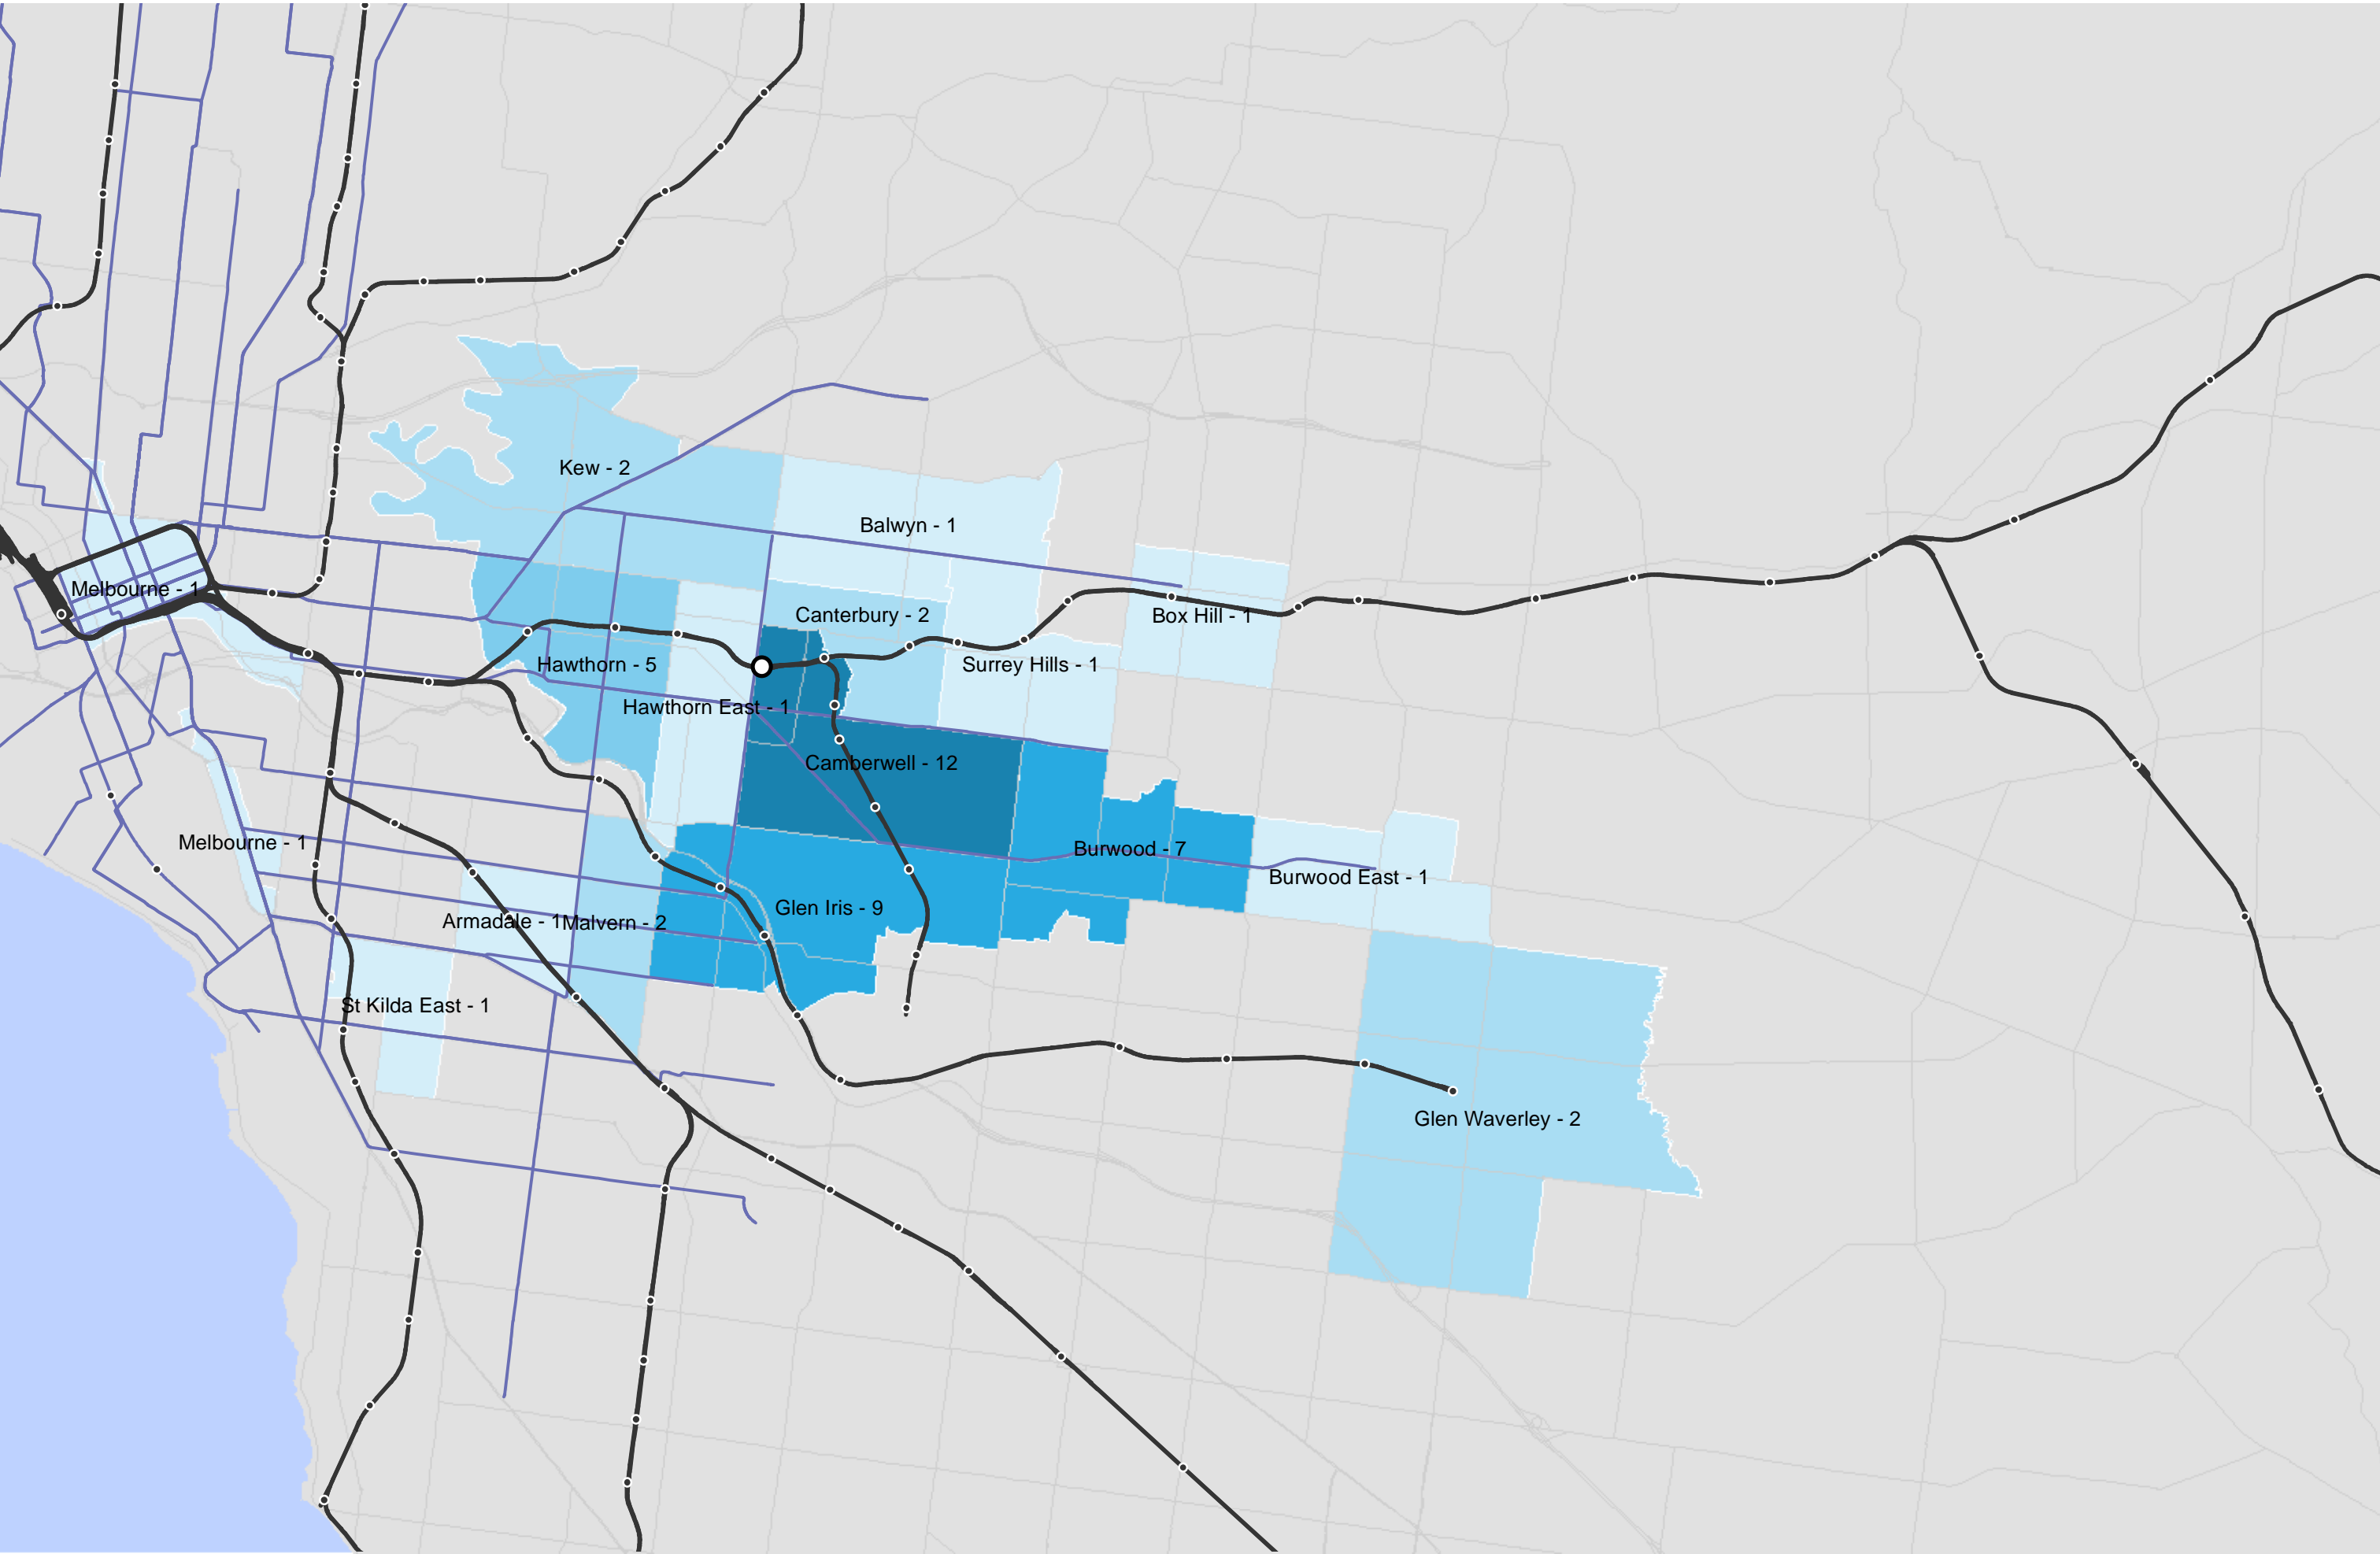 Kew - 2
Balwyn - 1
Melbourne - 1
Canterbury - 2
Box Hill - 1
Hawthorn - 5
Surrey Hills - 1
Hawthorn East - 1
Camberwell - 12
Melbourne - 1
Burwood - 7
Burwood East - 1
Glen Iris - 9
Armadale - 1
Malvern - 2
St Kilda East - 1
Glen Waverley - 2